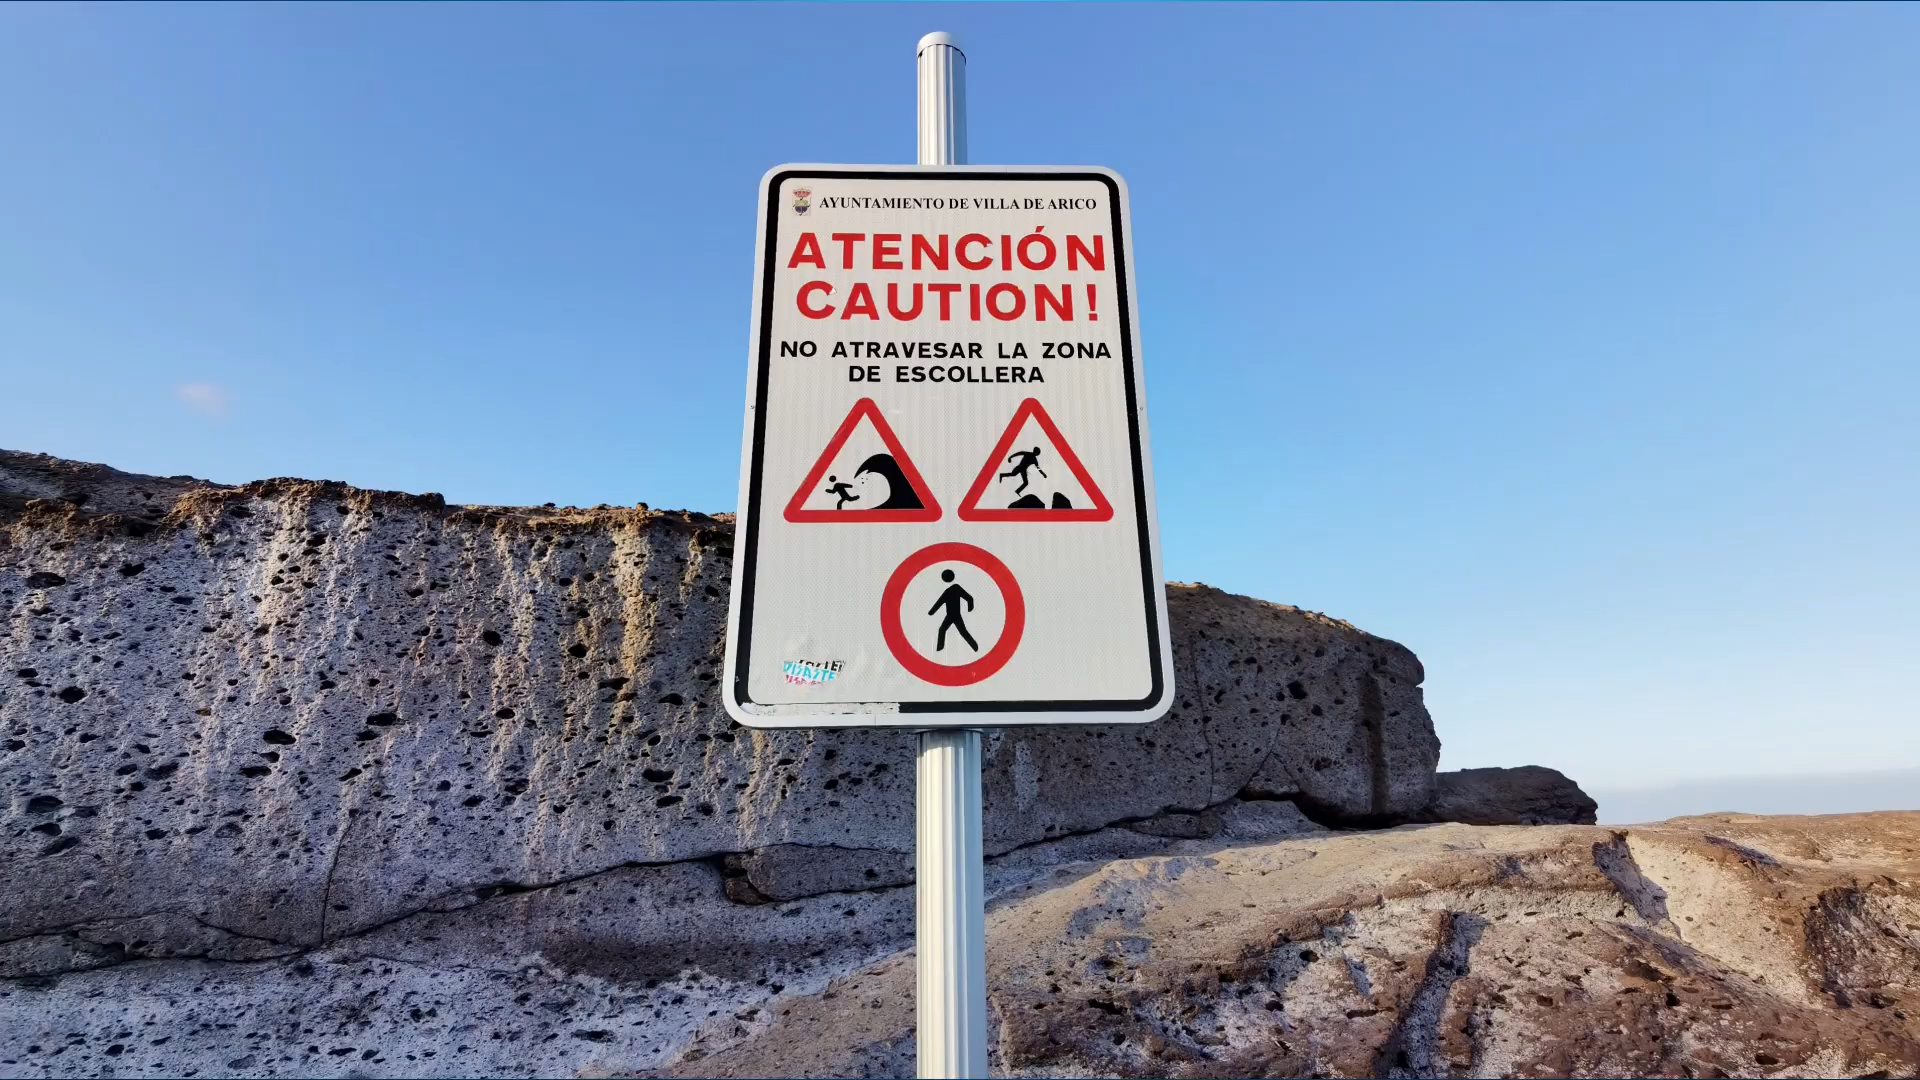 AYUNTAMIENTO DE VILLA DE ARICO
ATENCIÓN
CAUTION!
NO ATRAVESAR LA ZONA
DE ESCOLLERA